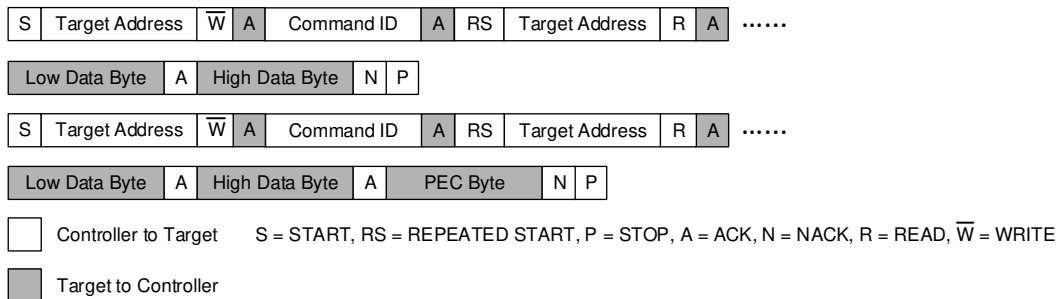 S Target Address W̅ A Command ID A RS Target Address R A ......
Low Data Byte A High Data Byte N P
S Target Address W̅ A Command ID A RS Target Address R A ......
Low Data Byte A High Data Byte A PEC Byte N P
Controller to Target S = START, RS = REPEATED START, P = STOP, A = ACK, N = NACK, R = READ, W̅ = WRITE
Target to Controller